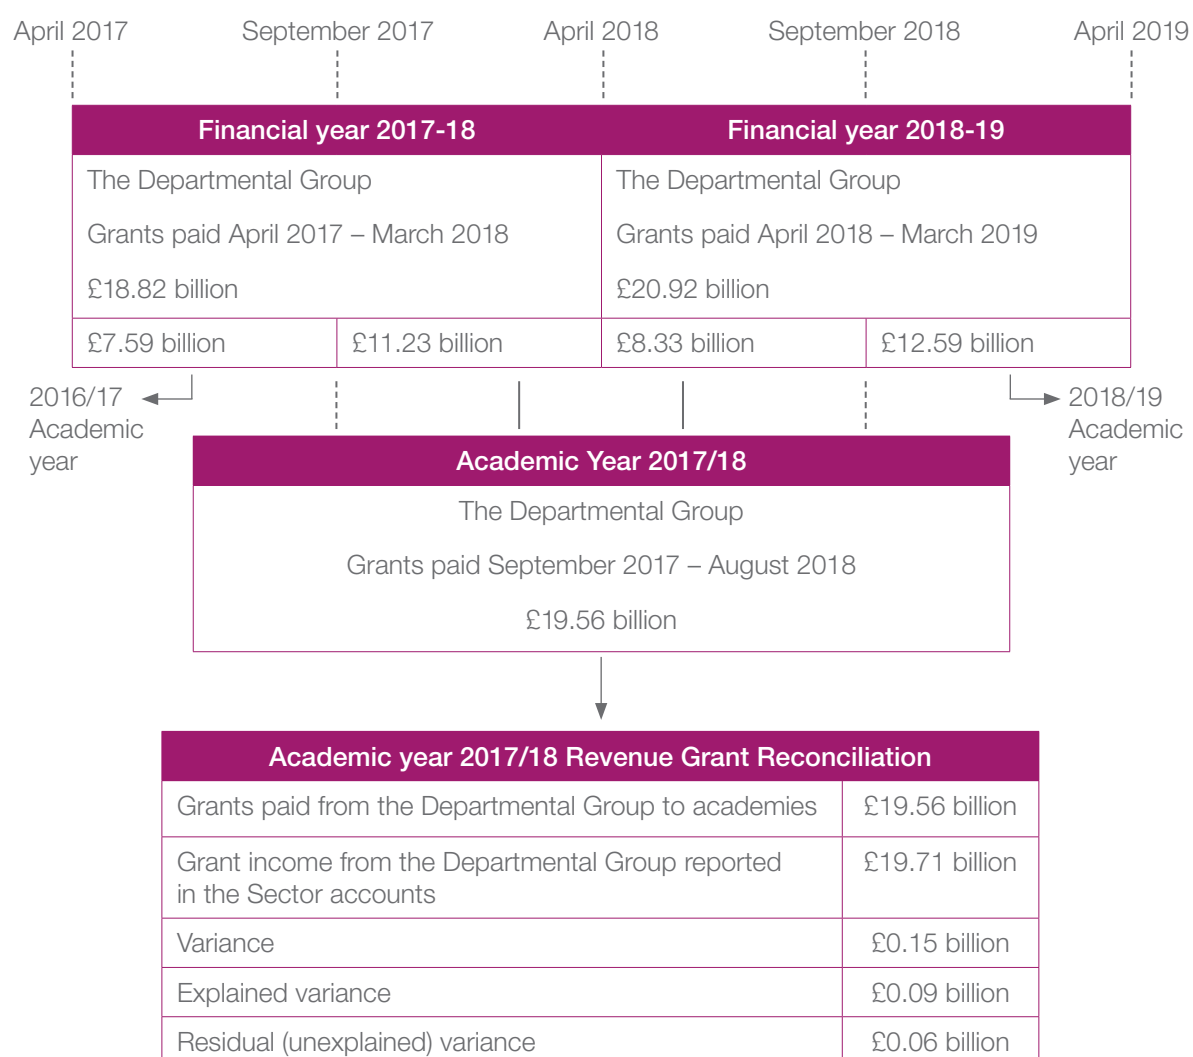 April 2017 September 2017 April 2018 September 2018 April 2019
Financial year 2017-18 Financial year 2018-19
The Departmental Group The Departmental Group
Grants paid April 2017 – March 2018 Grants paid April 2018 – March 2019
£18.82 billion £20.92 billion
£7.59 billion £11.23 billion £8.33 billion £12.59 billion
2016/17
Academic
year
2018/19
Academic
year
Academic Year 2017/18
The Departmental Group
Grants paid September 2017 – August 2018
£19.56 billion
Academic year 2017/18 Revenue Grant Reconciliation
Grants paid from the Departmental Group to academies £19.56 billion
Grant income from the Departmental Group reported £19.71 billion
in the Sector accounts
Variance £0.15 billion
Explained variance £0.09 billion
Residual (unexplained) variance £0.06 billion